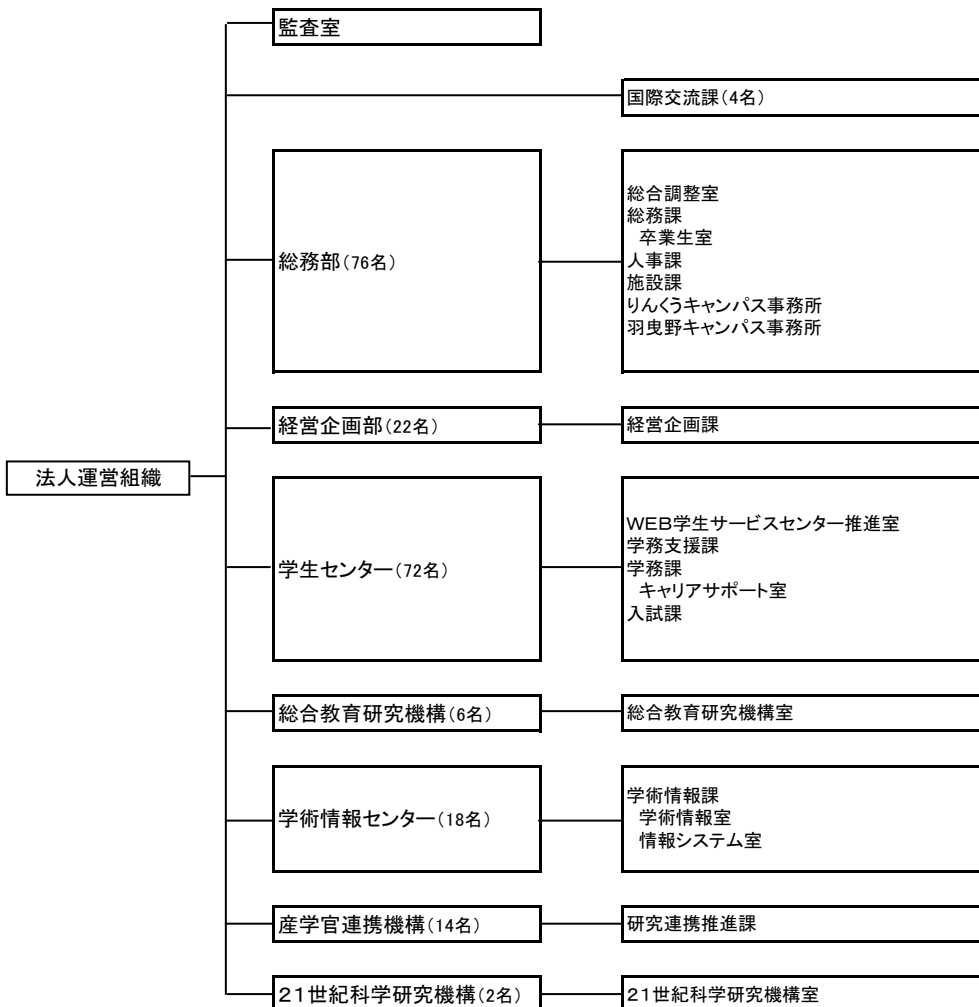 監査室
国際交流課(4名)
総務部(76名)
総合調整室
総務課
卒業生室
人事課
施設課
りんくうキャンパス事務所
羽曳野キャンパス事務所
経営企画部(22名)
経営企画課
法人運営組織
学生センター(72名)
WEB学生サービスセンター推進室
学務支援課
学務課
キャリアサポート室
入試課
総合教育研究機構(6名)
総合教育研究機構室
学術情報センター(18名)
学術情報課
学術情報室
情報システム室
産学官連携機構(14名)
研究連携推進課
21世紀科学研究機構(2名)
21世紀科学研究機構室